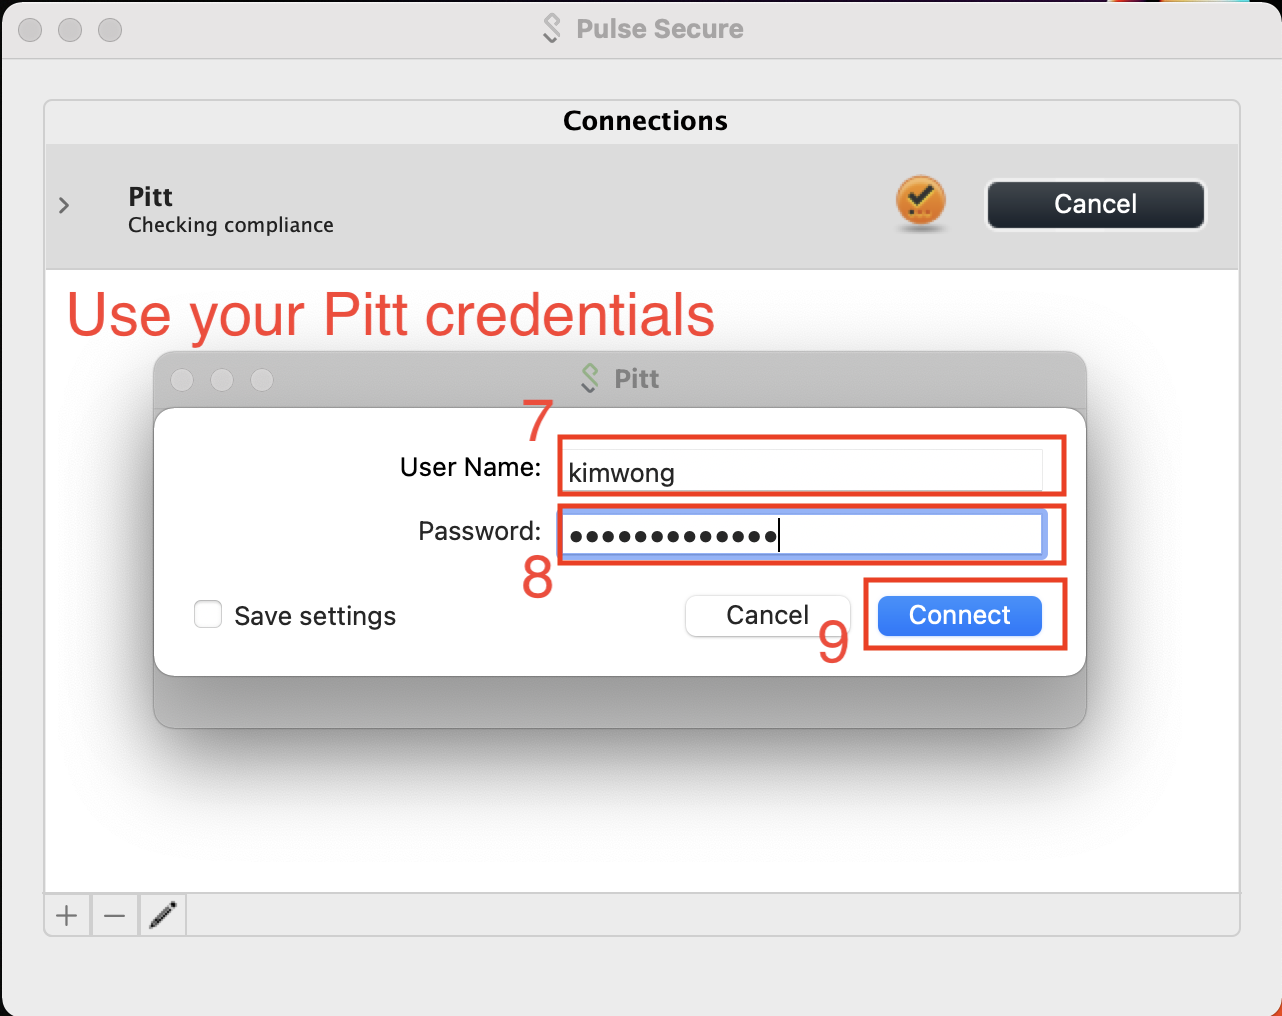 Pulse Secure
Connections
Pitt
Checking compliance
Cancel
Use your Pitt credentials
Pitt
7
User Name: kimwong
Password: •••••••••••••
8
Save settings
Cancel
9
Connect